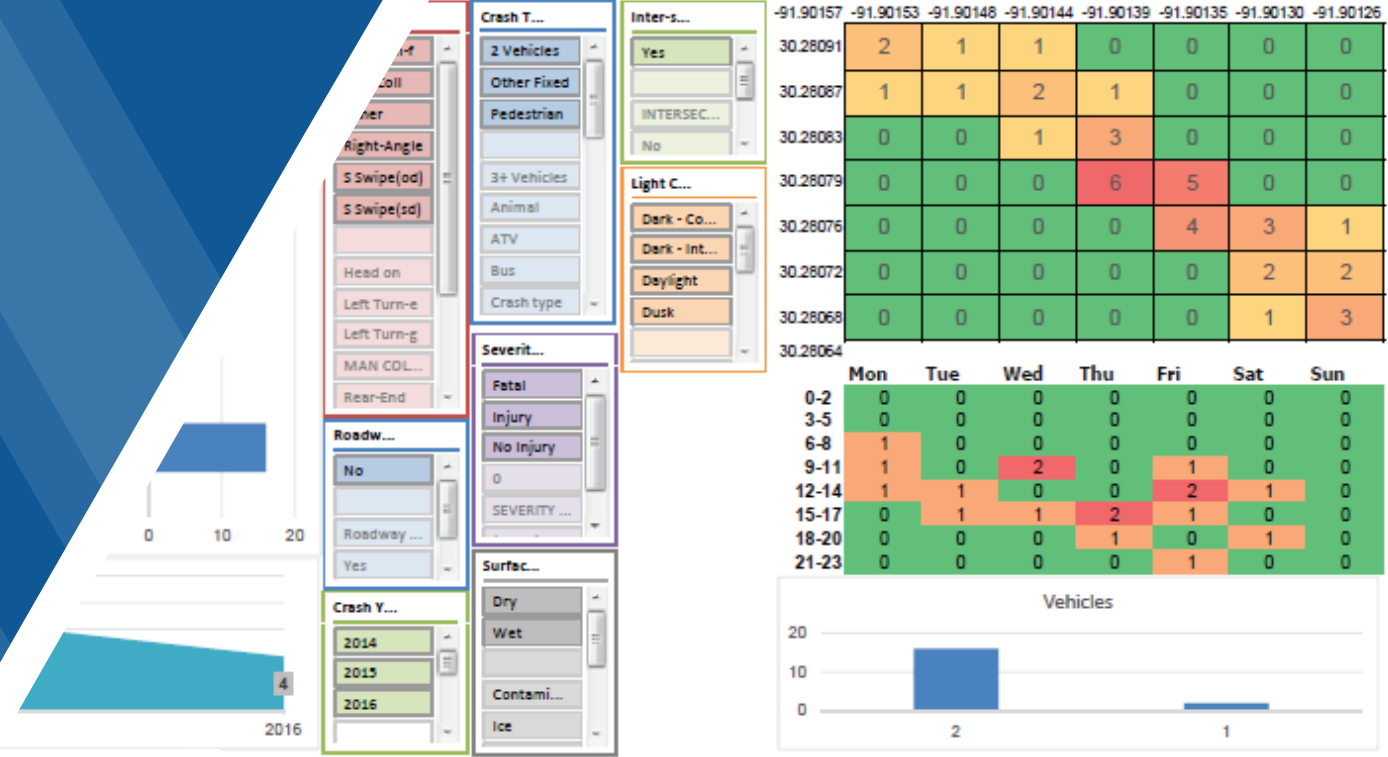 Crash T...
2 Vehicles
Other Fixed
Pedestrian
3+ Vehicles
Animal
ATV
Bus
Crash type
Inter-s...
Yes
INTERSEC...
No
Right-Angle
S Swipe(od)
S Swipe(sd)
Head on
Left Turn-e
Left Turn-g
MAN COL...
Rear-End
Light C...
Dark - Co...
Dark - Int...
Daylight
Dusk
Severit...
Fatal
Injury
No Injury
0
SEVERITY ...
Roadw...
No
Roadway ...
Yes
Crash Y...
2014
2015
2016
Surfac...
Dry
Wet
Contami...
Ice
0 10 20
4
2016
-91.90157 -91.90153 -91.90148 -91.90144 -91.90139 -91.90135 -91.90130 -91.90126
30.28091 2 1 1 0 0 0 0
30.28087 1 1 2 1 0 0 0
30.28083 0 0 1 3 0 0 0
30.28079 0 0 0 6 5 0 0
30.28076 0 0 0 0 4 3 1
30.28072 0 0 0 0 0 2 2
30.28068 0 0 0 0 0 1 3
30.28064
Mon Tue Wed Thu Fri Sat Sun
0-2 0 0 0 0 0 0 0
3-5 0 0 0 0 0 0 0
6-8 1 0 0 0 0 0 0
9-11 1 0 2 0 1 0 0
12-14 1 1 0 0 2 1 0
15-17 0 1 1 2 1 0 0
18-20 0 0 0 1 0 1 0
21-23 0 0 0 0 1 0 0
Vehicles
20
10
0
2 1